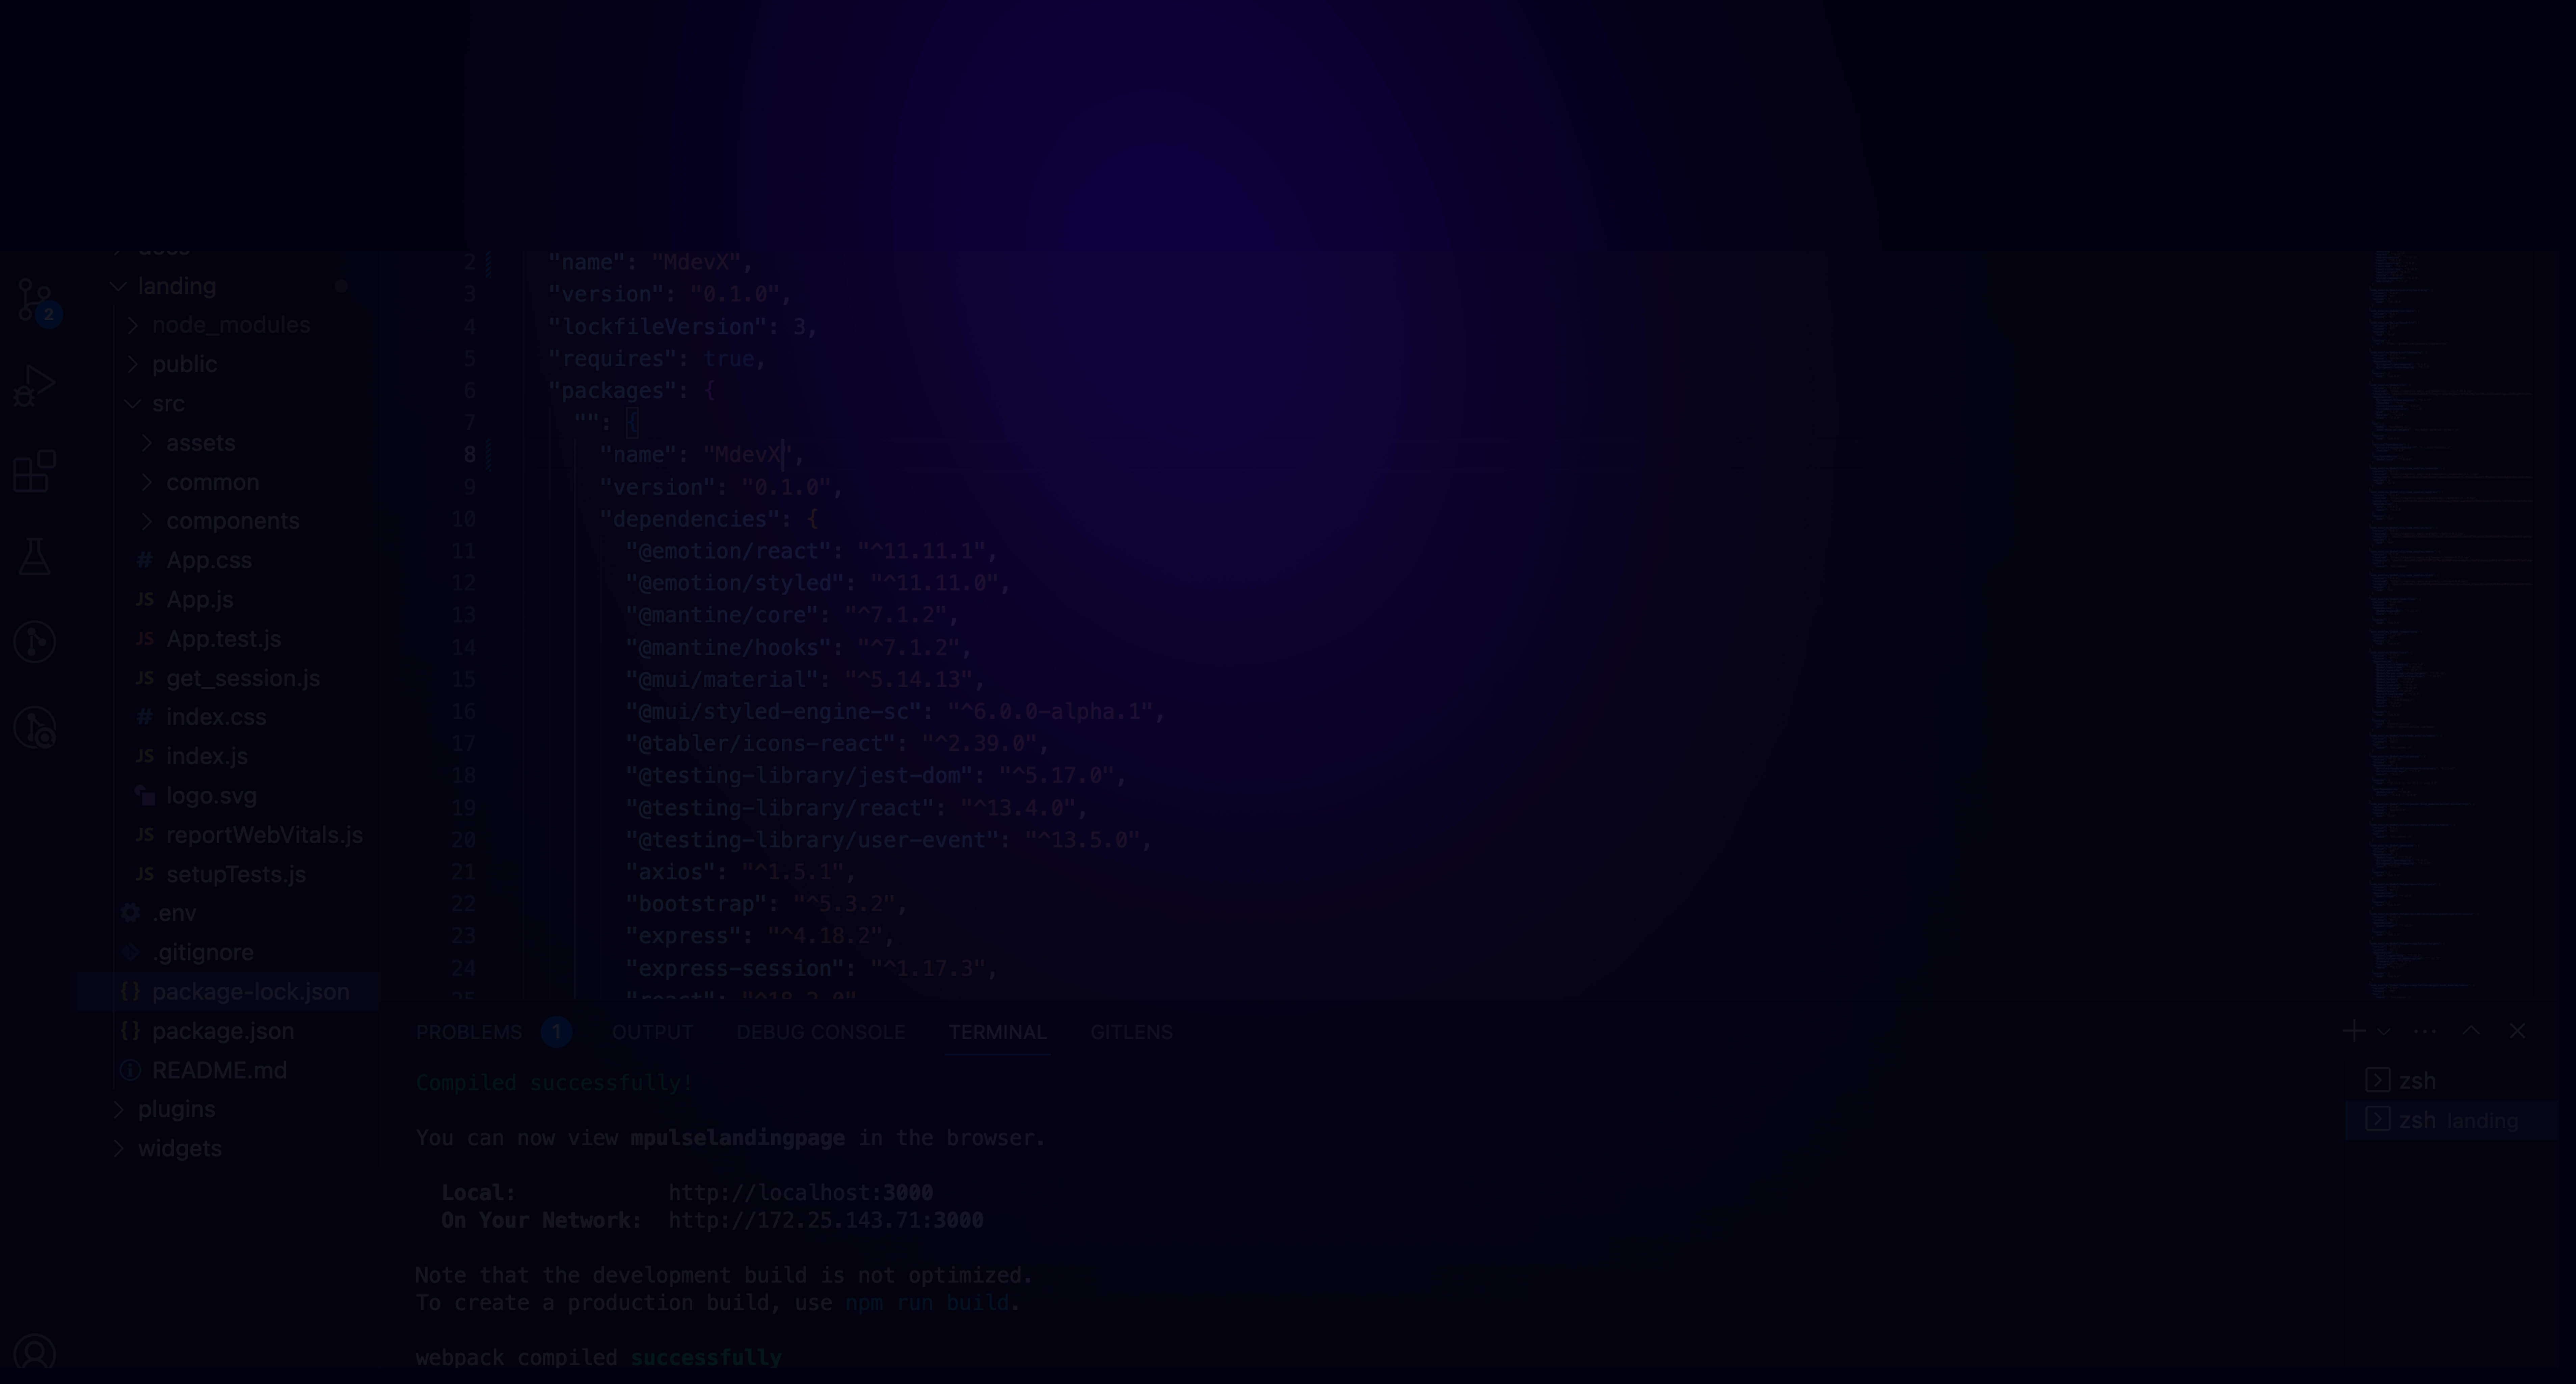 landing
node_modules
public
src
assets
common
components
# App.css
JS App.js
JS App.test.js
JS get_session.js
# index.css
JS index.js
logo.svg
JS reportWebVitals.js
JS setupTests.js
.env
.gitignore
{} package-lock.json
{} package.json
README.md
plugins
widgets
2
2 "name": "MdevX",
3 "version": "0.1.0",
4 "lockfileVersion": 3,
5 "requires": true,
6 "packages": {
7 "": {
8 "name": "MdevX",
9 "version": "0.1.0",
10 "dependencies": {
11 "@emotion/react": "^11.11.1",
12 "@emotion/styled": "^11.11.0",
13 "@mantine/core": "^7.1.2",
14 "@mantine/hooks": "^7.1.2",
15 "@mui/material": "^5.14.13",
16 "@mui/styled-engine-sc": "^6.0.0-alpha.1",
17 "@tabler/icons-react": "^2.39.0",
18 "@testing-library/jest-dom": "^5.17.0",
19 "@testing-library/react": "^13.4.0",
20 "@testing-library/user-event": "^13.5.0",
21 "axios": "^1.5.1",
22 "bootstrap": "^5.3.2",
23 "express": "^4.18.2",
24 "express-session": "^1.17.3",
PROBLEMS 1 OUTPUT DEBUG CONSOLE TERMINAL GITLENS
Compiled successfully!
You can now view mpulselandingpage in the browser.
Local: http://localhost:3000
On Your Network: http://172.25.143.71:3000
Note that the development build is not optimized.
To create a production build, use npm run build.
webpack compiled successfully
zsh
zsh landing